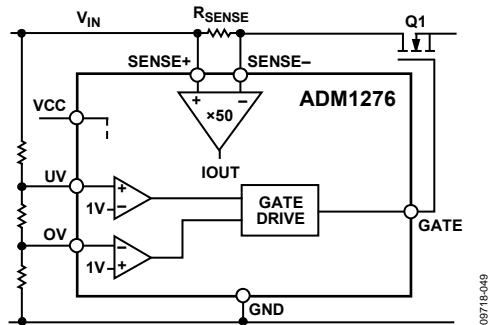 VIN
RSENSE
Q1
SENSE+
SENSE–
ADM1276
+ –
×50
VCC
IOUT
UV
+
1V –
GATE
DRIVE
GATE
OV
–
1V +
GND
09718-049